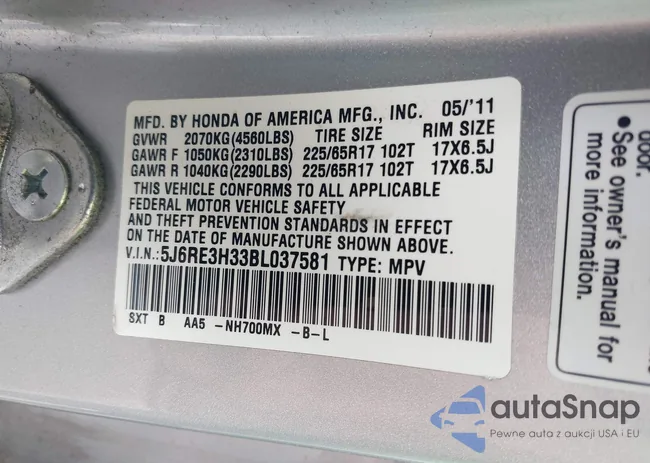 MFD. BY HONDA OF AMERICA MFG., INC. 05/'11
GVWR 2070KG(4560LBS) TIRE SIZE RIM SIZE
GAWR F 1050KG(2310LBS) 225/65R17 102T 17X6.5J
GAWR R 1040KG(2290LBS) 225/65R17 102T 17X6.5J
THIS VEHICLE CONFORMS TO ALL APPLICABLE
FEDERAL MOTOR VEHICLE SAFETY
AND THEFT PREVENTION STANDARDS IN EFFECT
ON THE DATE OF MANUFACTURE SHOWN ABOVE.
V.I.N.: 5J6RE3H33BL037581 TYPE: MPV
SXT B AA5 -NH700MX -B-L
door.
• See owner's manual for
more information.
autaSnap
Pewne auta z aukcji USA i EU